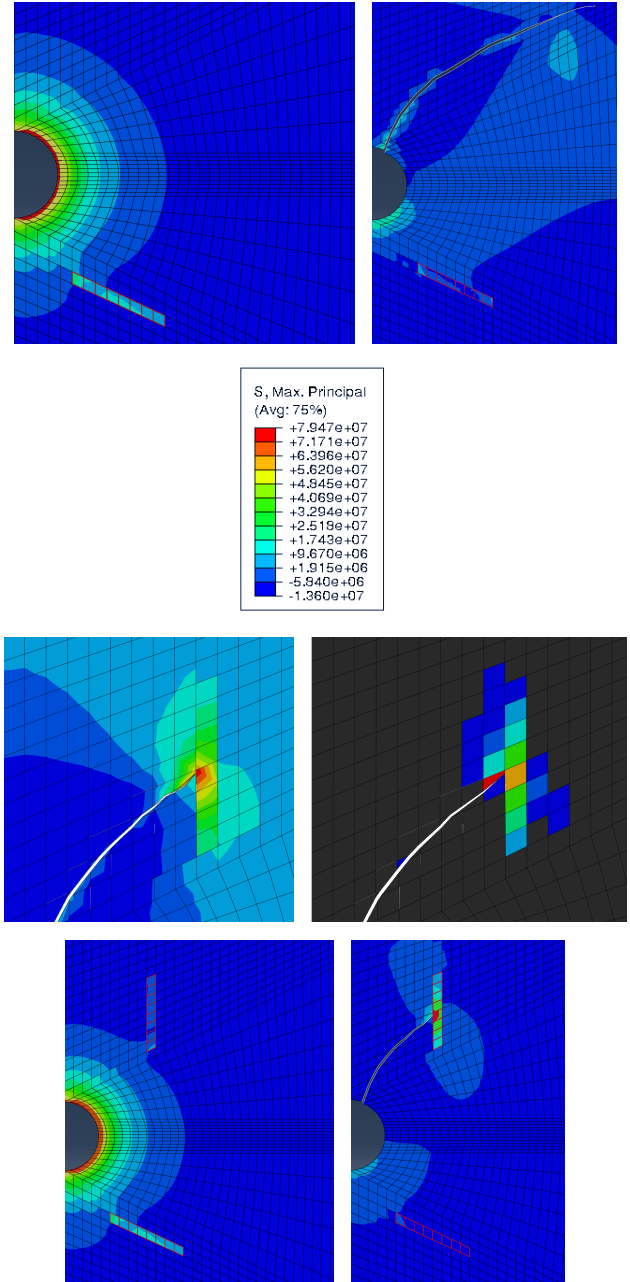 S, Max. Principal
(Avg: 75%)
+7.947e+07
+7.171e+07
+6.396e+07
+5.620e+07
+4.845e+07
+4.069e+07
+3.294e+07
+2.518e+07
+1.743e+07
+9.670e+06
+1.915e+06
-5.840e+06
-1.360e+07